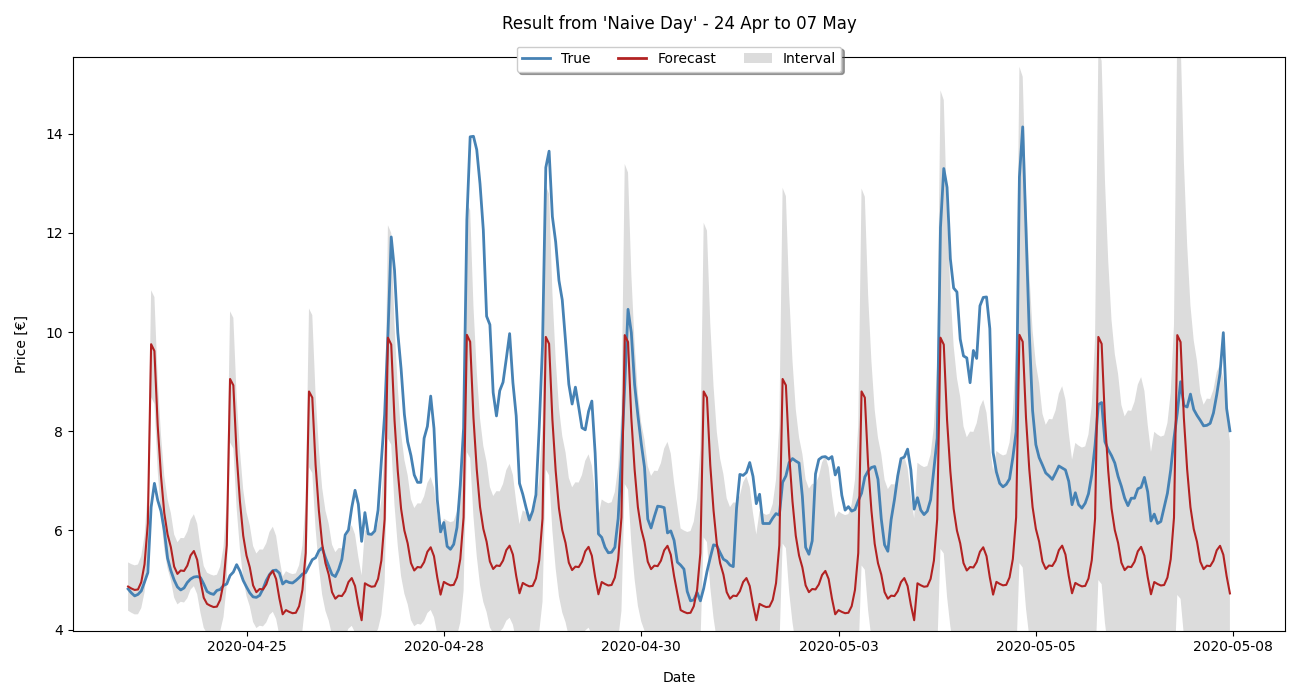 Result from 'Naive Day' - 24 Apr to 07 May
True
Forecast
Interval
Price [€]
14
12
10
8
6
4
2020-04-25
2020-04-28
2020-04-30
2020-05-03
2020-05-05
2020-05-08
Date